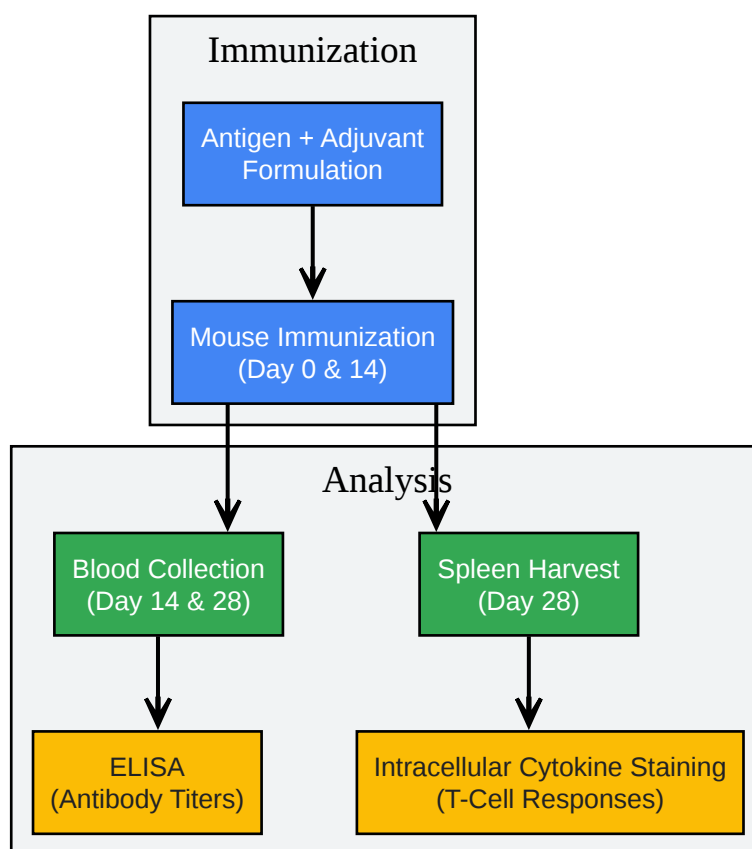 Immunization
Antigen + Adjuvant
Formulation
Mouse Immunization
(Day 0 & 14)
Analysis
Blood Collection
(Day 14 & 28)
Spleen Harvest
(Day 28)
ELISA
(Antibody Titers)
Intracellular Cytokine Staining
(T-Cell Responses)